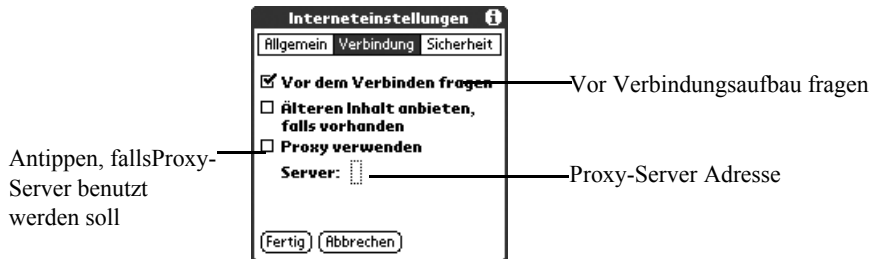 Interneteinstellungen i
Allgemein Verbindung Sicherheit
Vor dem Verbinden fragen
Vor Verbindungsaufbau fragen
Älteren Inhalt anbieten,
falls vorhanden
Proxy verwenden
Antippen, fallsProxy-
Server benutzt
werden soll
Server:
Proxy-Server Adresse
Fertig Abbrechen